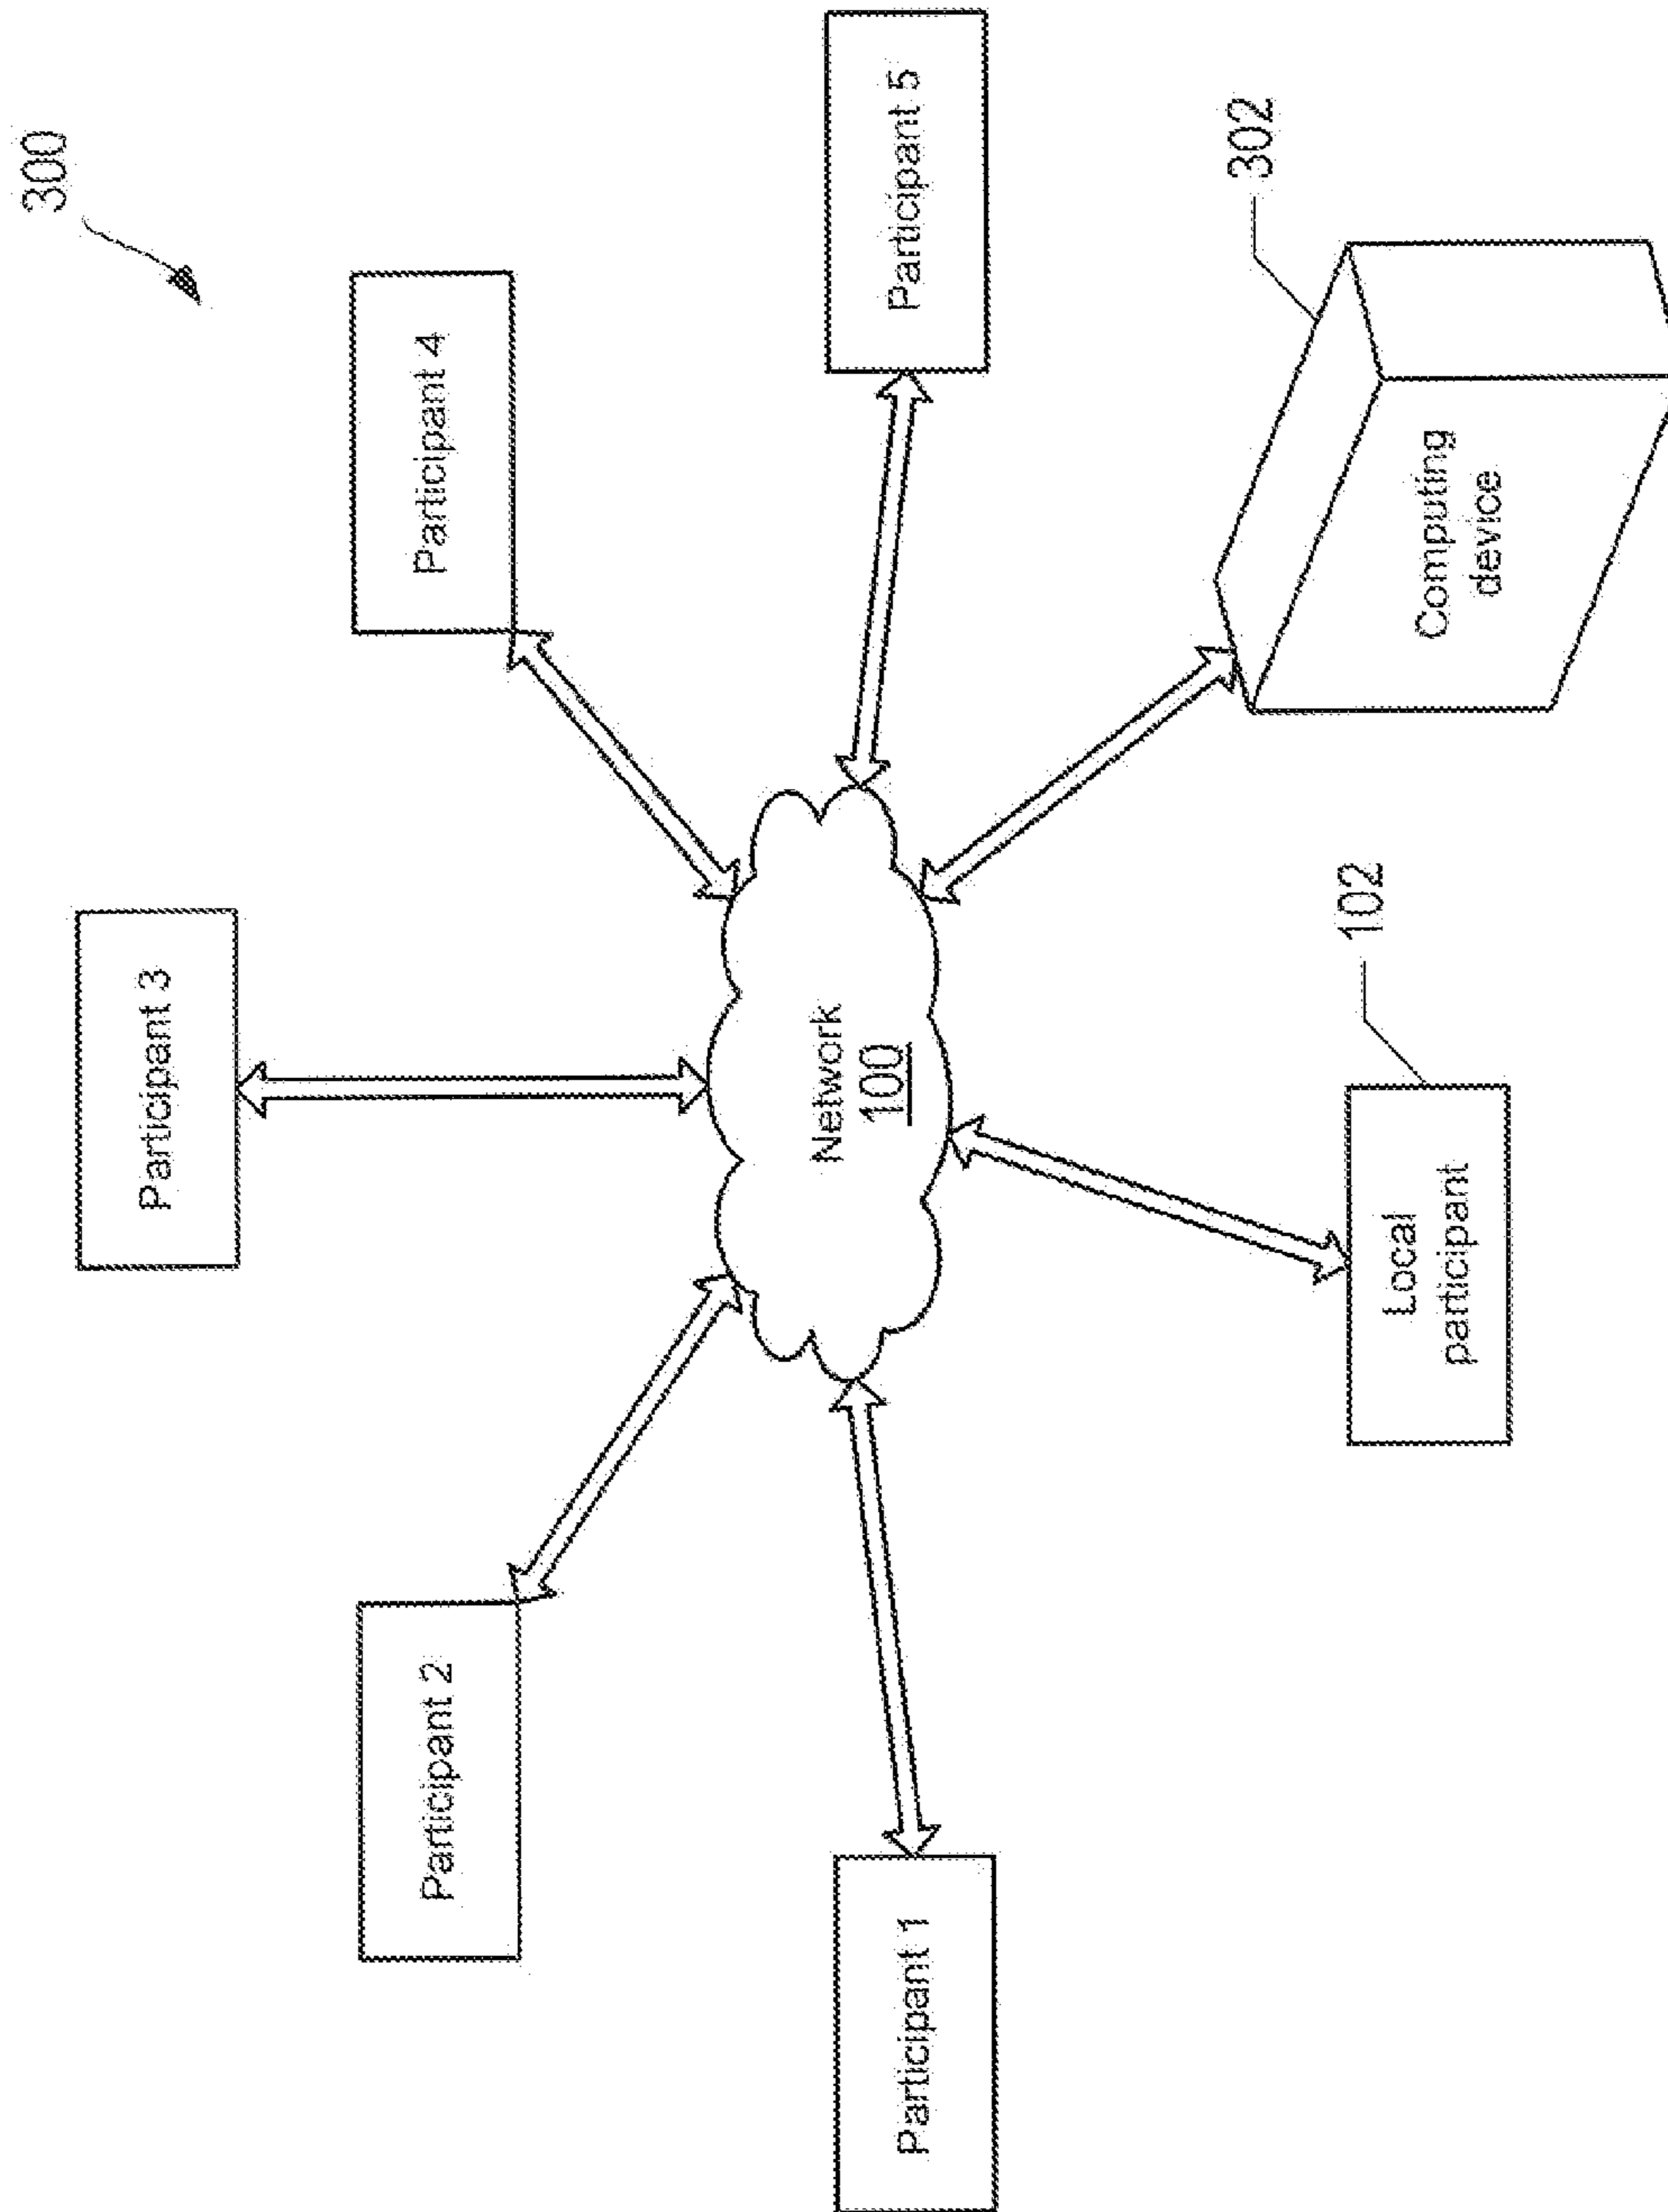 300
Participant 3
Participant 2
Participant 4
Participant 1
Network
100
Participant 5
Local
participant
102
Computing
device
302